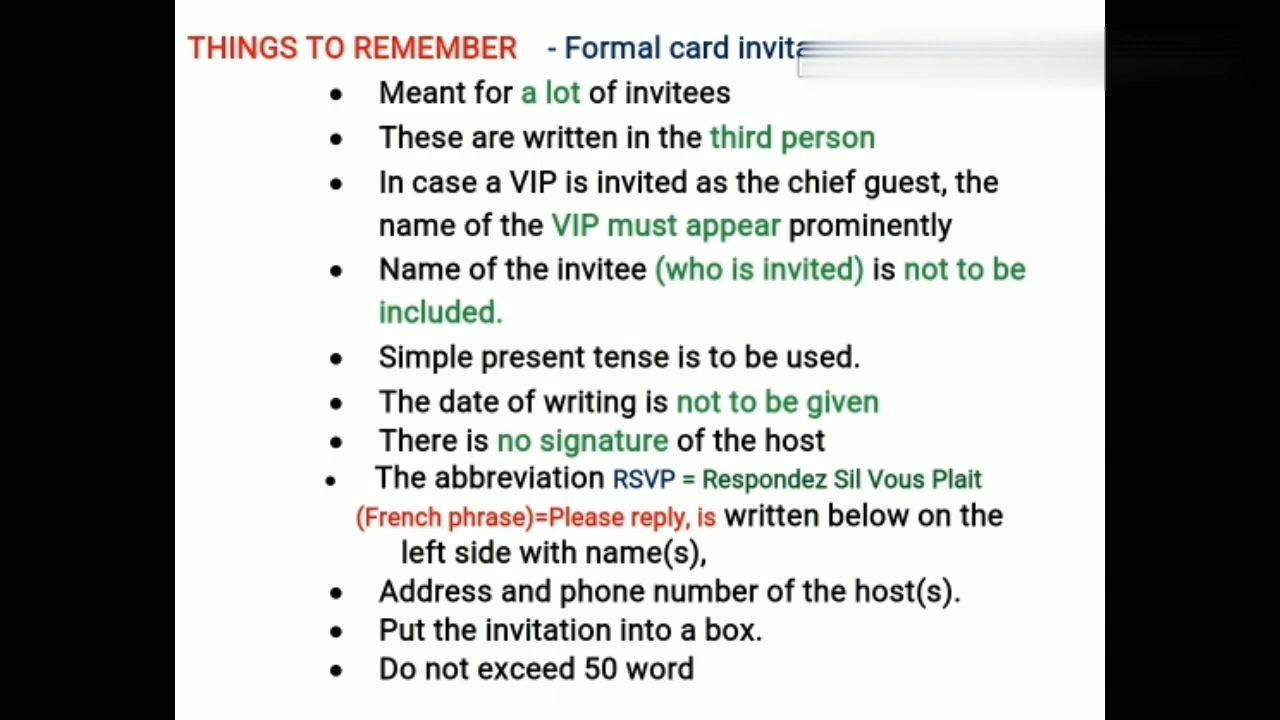 THINGS TO REMEMBER - Formal card
• Meant for a lot of invitees
• These are written in the third person
• In case a VIP is invited as the chief guest, the
name of the VIP must appear prominently
• Name of the invitee (who is invited) is not to be
included.
• Simple present tense is to be used.
• The date of writing is not to be given
• There is no signature of the host
• The abbreviation RSVP = Respondez Sil Vous Plait
(French phrase)=Please reply, is written below on the
left side with name(s),
• Address and phone number of the host(s).
• Put the invitation into a box.
• Do not exceed 50 word